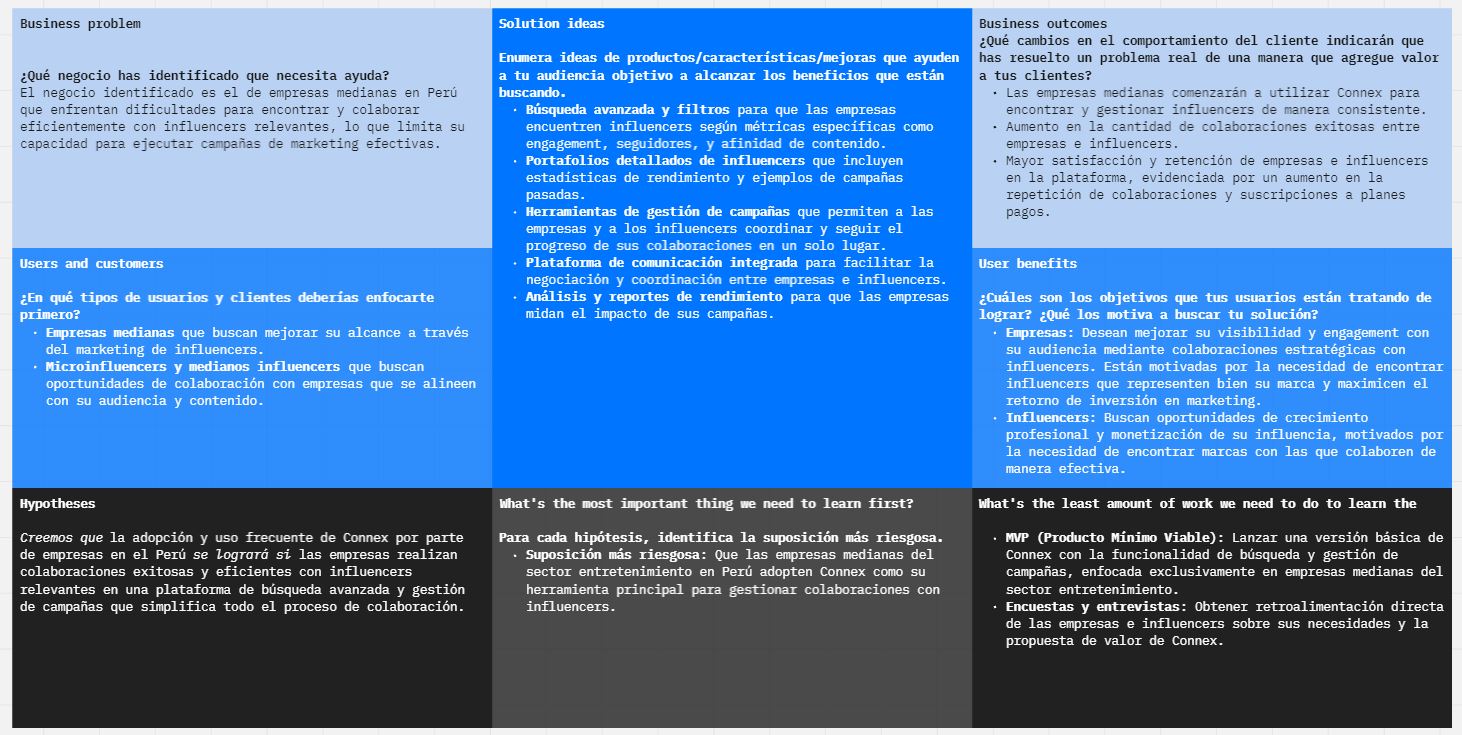 Business problem
¿Qué negocio has identificado que necesita ayuda?
El negocio identificado es el de empresas medianas en Perú
que enfrentan dificultades para encontrar y colaborar
eficientemente con influencers relevantes, lo que limita su
capacidad para ejecutar campañas de marketing efectivas.
Solution ideas
Enumera ideas de productos/características/mejoras que ayuden
a tu audiencia objetivo a alcanzar los beneficios que están
buscando.
· Búsqueda avanzada y filtros para que las empresas
encuentren influencers según métricas específicas como
engagement, seguidores, y afinidad de contenido.
· Portafolios detallados de influencers que incluyen
estadísticas de rendimiento y ejemplos de campañas
pasadas.
· Herramientas de gestión de campañas que permiten a las
empresas y a los influencers coordinar y seguir el
progreso de sus colaboraciones en un solo lugar.
· Plataforma de comunicación integrada para facilitar la
negociación y coordinación entre empresas e influencers.
· Análisis y reportes de rendimiento para que las empresas
midan el impacto de sus campañas.
Business outcomes
¿Qué cambios en el comportamiento del cliente indicarán que
has resuelto un problema real de una manera que agregue valor
a tus clientes?
· Las empresas medianas comenzarán a utilizar Connex para
encontrar y gestionar influencers de manera consistente.
· Aumento en la cantidad de colaboraciones exitosas entre
empresas e influencers.
· Mayor satisfacción y retención de empresas e influencers
en la plataforma, evidenciada por un aumento en la
repetición de colaboraciones y suscripciones a planes
pagos.
Users and customers
¿En qué tipos de usuarios y clientes deberías enfocarte
primero?
· Empresas medianas que buscan mejorar su alcance a través
del marketing de influencers.
· Microinfluencers y medianos influencers que buscan
oportunidades de colaboración con empresas que se alineen
con su audiencia y contenido.
User benefits
¿Cuáles son los objetivos que tus usuarios están tratando de
lograr? ¿Qué los motiva a buscar tu solución?
· Empresas: Desean mejorar su visibilidad y engagement con
su audiencia mediante colaboraciones estratégicas con
influencers. Están motivadas por la necesidad de encontrar
influencers que representen bien su marca y maximicen el
retorno de inversión en marketing.
· Influencers: Buscan oportunidades de crecimiento
profesional y monetización de su influencia, motivados por
la necesidad de encontrar marcas con las que colaboren de
manera efectiva.
Hypotheses
Creemos que la adopción y uso frecuente de Connex por parte
de empresas en el Perú se logrará si las empresas realizan
colaboraciones exitosas y eficientes con influencers
relevantes en una plataforma de búsqueda avanzada y gestión
de campañas que simplifica todo el proceso de colaboración.
What's the most important thing we need to learn first?
Para cada hipótesis, identifica la suposición más riesgosa.
· Suposición más riesgosa: Que las empresas medianas del
sector entretenimiento en Perú adopten Connex como su
herramienta principal para gestionar colaboraciones con
influencers.
What's the least amount of work we need to do to learn the
· MVP (Producto Mínimo Viable): Lanzar una versión básica de
Connex con la funcionalidad de búsqueda y gestión de
campañas, enfocada exclusivamente en empresas medianas del
sector entretenimiento.
· Encuestas y entrevistas: Obtener retroalimentación directa
de las empresas e influencers sobre sus necesidades y la
propuesta de valor de Connex.